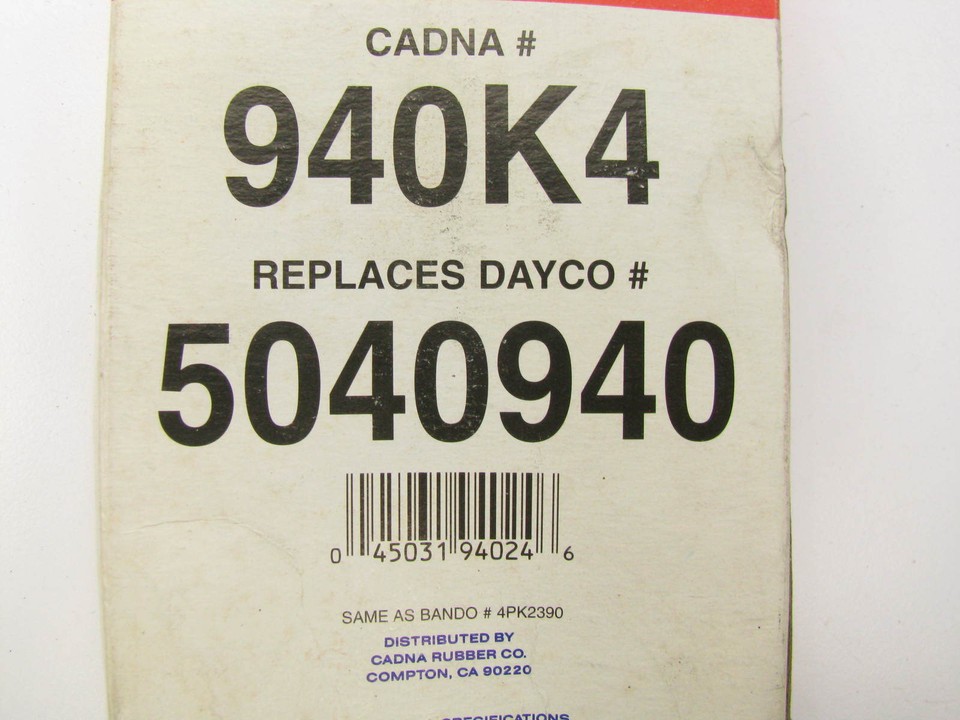 CADNA #
940K4
REPLACES DAYCO #
5040940
0 45031 94024 6
SAME AS BANDO # 4PK2390
DISTRIBUTED BY
CADNA RUBBER CO.
COMPTON, CA 90220
SPECIFICATIONS